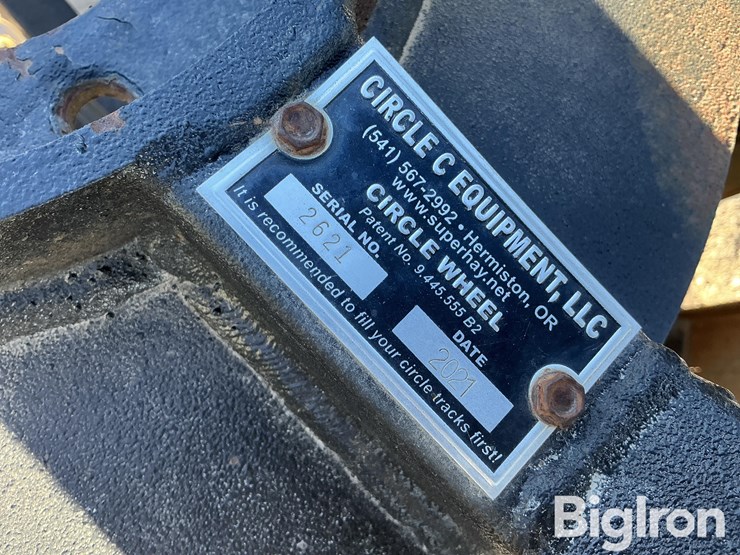 CIRCLE C EQUIPMENT, LLC
(541) 567-2992 • Hermiston, OR
www.superhay.net
CIRCLE WHEEL
Patent No. 9,445,555 B2
SERIAL NO.
2621
DATE
2021
It is recommended to fill your circle tracks first!
BigIron